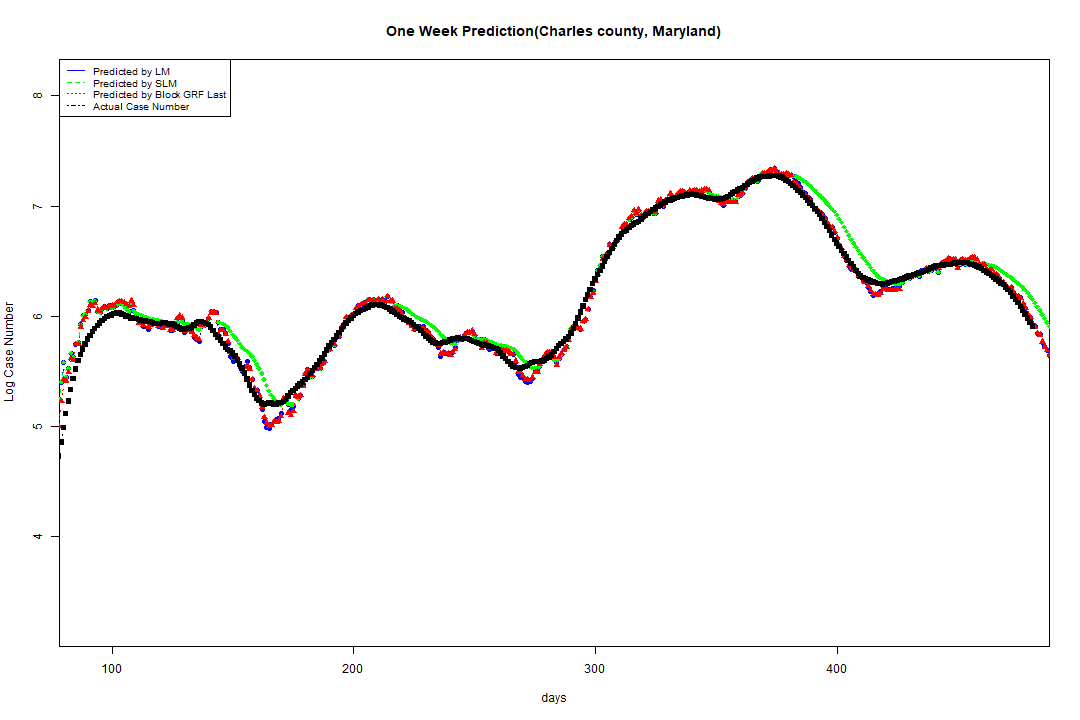 One Week Prediction(Charles county, Maryland)
Predicted by LM
Predicted by SLM
Predicted by Block GRF Last
Actual Case Number
8
7
6
5
4
Log Case Number
100 200 300 400
days